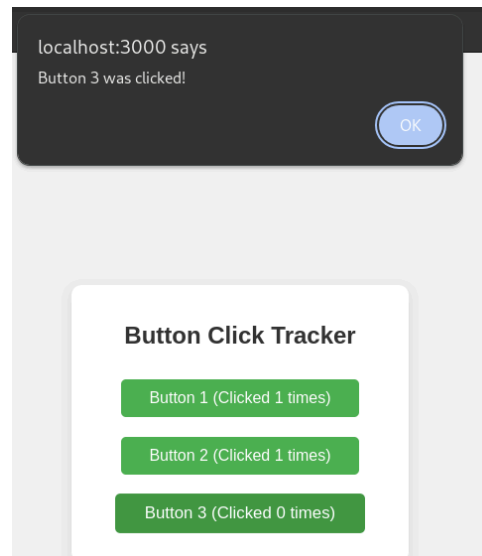 localhost:3000 says
Button 3 was clicked!
OK
Button Click Tracker
Button 1 (Clicked 1 times)
Button 2 (Clicked 1 times)
Button 3 (Clicked 0 times)